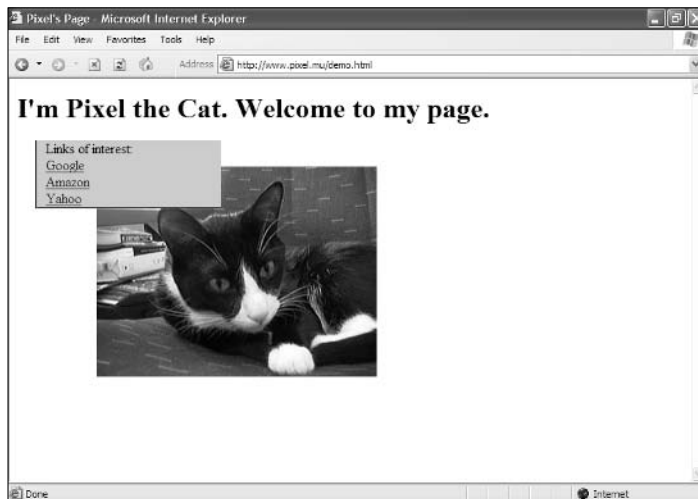 Pixel's Page - Microsoft Internet Explorer
File Edit View Favorites Tools Help
Address http://www.pixel.mu/demo.html
I'm Pixel the Cat. Welcome to my page.
Links of interest:
Google
Amazon
Yahoo
Done Internet